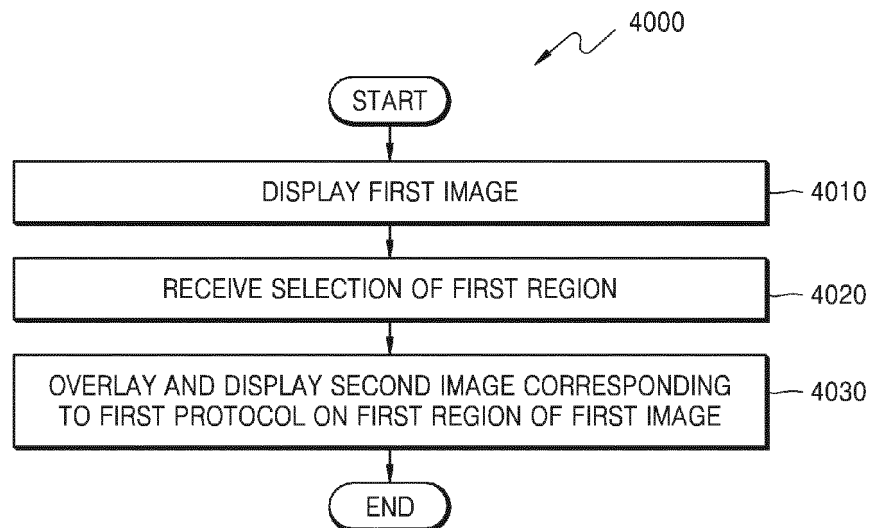 4000
START
DISPLAY FIRST IMAGE
4010
RECEIVE SELECTION OF FIRST REGION
4020
OVERLAY AND DISPLAY SECOND IMAGE CORRESPONDING
TO FIRST PROTOCOL ON FIRST REGION OF FIRST IMAGE
4030
END